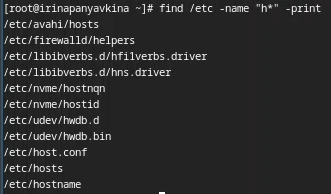 [root@irinapanyavkina ~]# find /etc -name "h*" -print
/etc/avahi/hosts
/etc/firewalld/helpers
/etc/libibverbs.d/hfi1verbs.driver
/etc/libibverbs.d/hns.driver
/etc/nvme/hostnqn
/etc/nvme/hostid
/etc/udev/hwdb.d
/etc/udev/hwdb.bin
/etc/host.conf
/etc/hosts
/etc/hostname